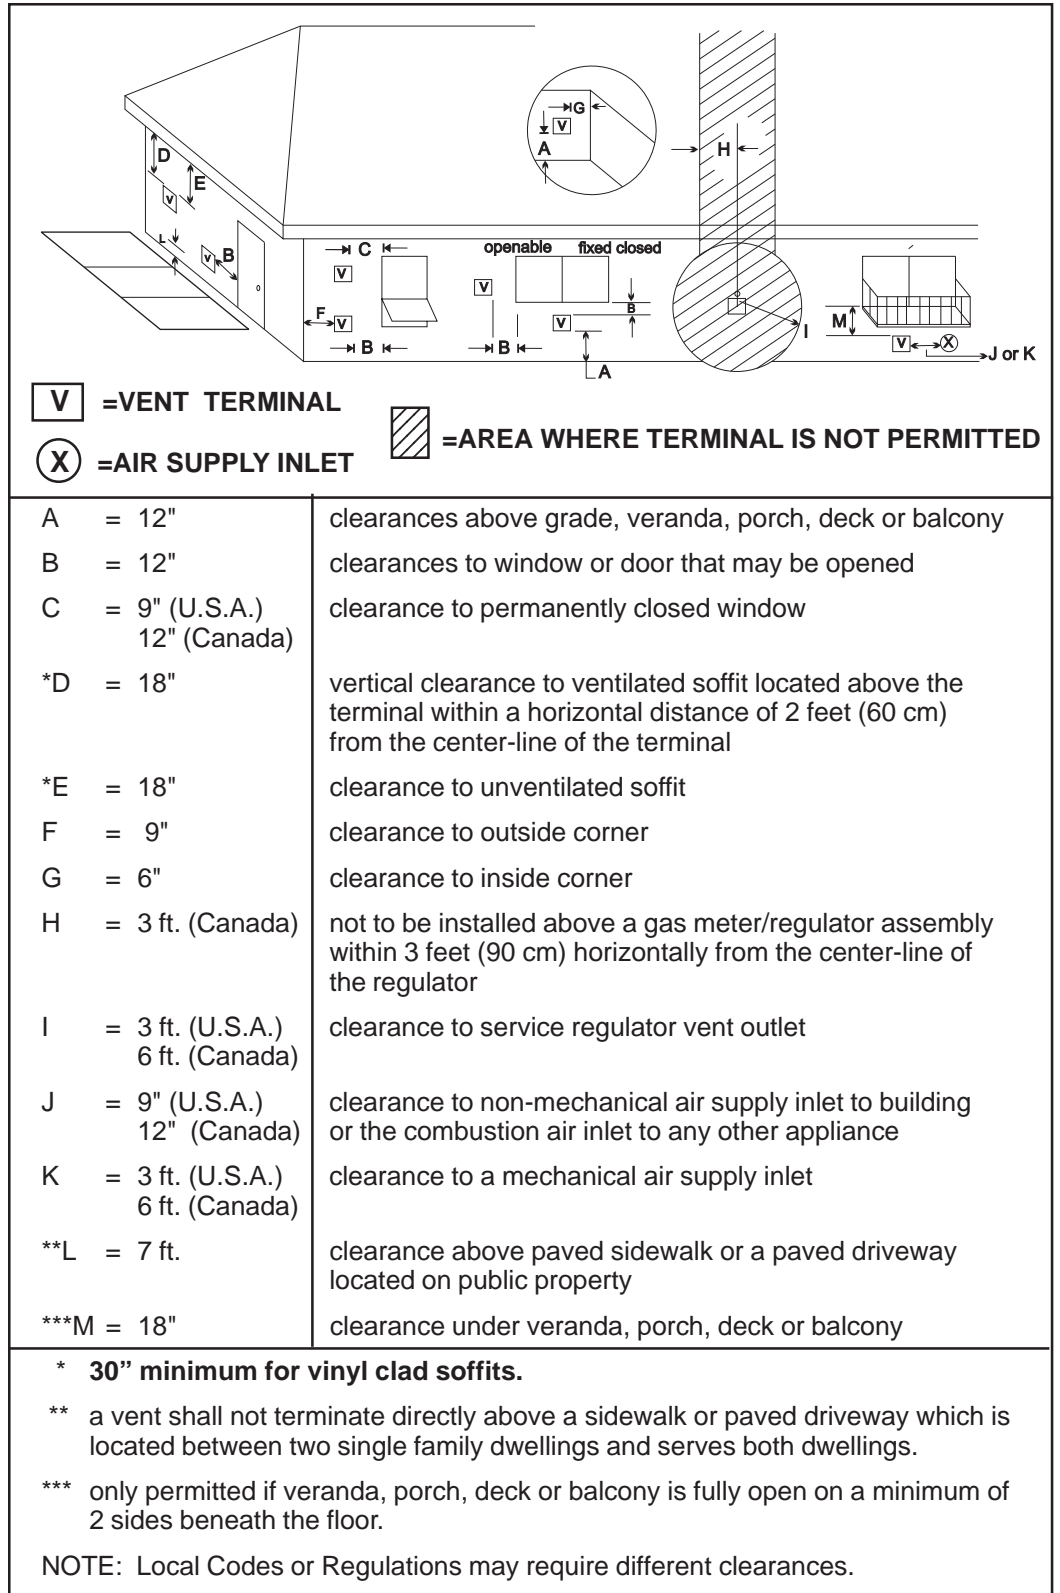 G
V
A
H
D
E
V
L
V
B
C
openable
fixed closed
V
V
B
F
V
V
B
B
A
I
M
V
X
J or K
V =VENT TERMINAL
X =AIR SUPPLY INLET
=AREA WHERE TERMINAL IS NOT PERMITTED
A = 12" clearances above grade, veranda, porch, deck or balcony
B = 12" clearances to window or door that may be opened
C = 9" (U.S.A.) clearance to permanently closed window
12" (Canada)
*D = 18" vertical clearance to ventilated soffit located above the
terminal within a horizontal distance of 2 feet (60 cm)
from the center-line of the terminal
*E = 18" clearance to unventilated soffit
F = 9" clearance to outside corner
G = 6" clearance to inside corner
H = 3 ft. (Canada) not to be installed above a gas meter/regulator assembly
within 3 feet (90 cm) horizontally from the center-line of
the regulator
I = 3 ft. (U.S.A.) clearance to service regulator vent outlet
6 ft. (Canada)
J = 9" (U.S.A.) clearance to non-mechanical air supply inlet to building
12" (Canada) or the combustion air inlet to any other appliance
K = 3 ft. (U.S.A.) clearance to a mechanical air supply inlet
6 ft. (Canada)
**L = 7 ft. clearance above paved sidewalk or a paved driveway
located on public property
***M = 18" clearance under veranda, porch, deck or balcony
* 30” minimum for vinyl clad soffits.
** a vent shall not terminate directly above a sidewalk or paved driveway which is
located between two single family dwellings and serves both dwellings.
*** only permitted if veranda, porch, deck or balcony is fully open on a minimum of
2 sides beneath the floor.
NOTE: Local Codes or Regulations may require different clearances.